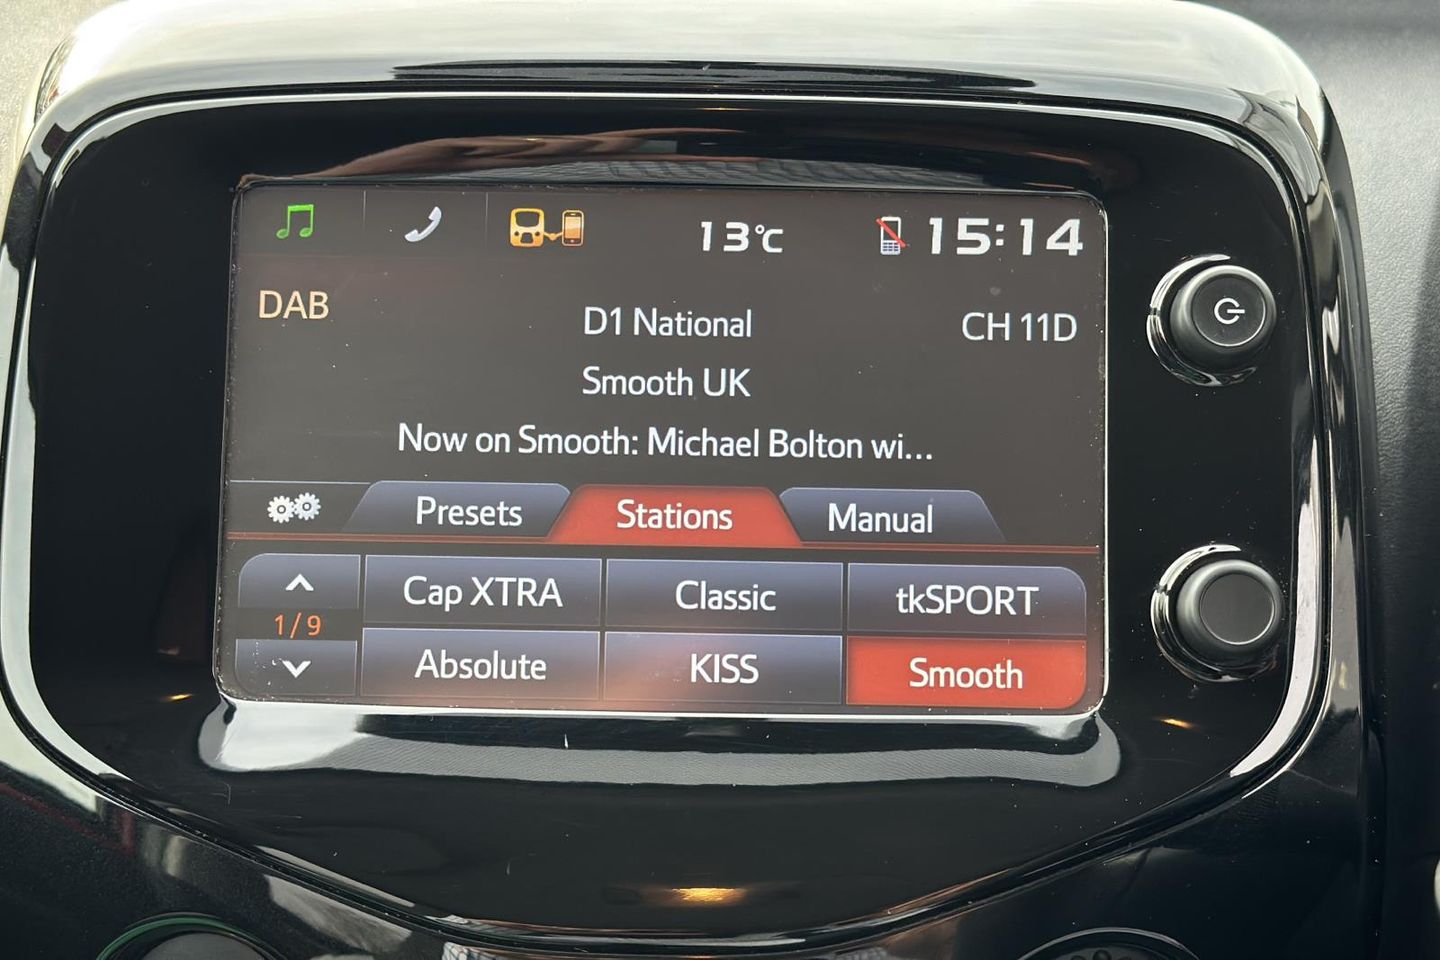 13°C 15:14
DAB D1 National CH 11D
Smooth UK
Now on Smooth: Michael Bolton wi...
Presets Stations Manual
Cap XTRA Classic tkSPORT
1/9
Absolute KISS Smooth